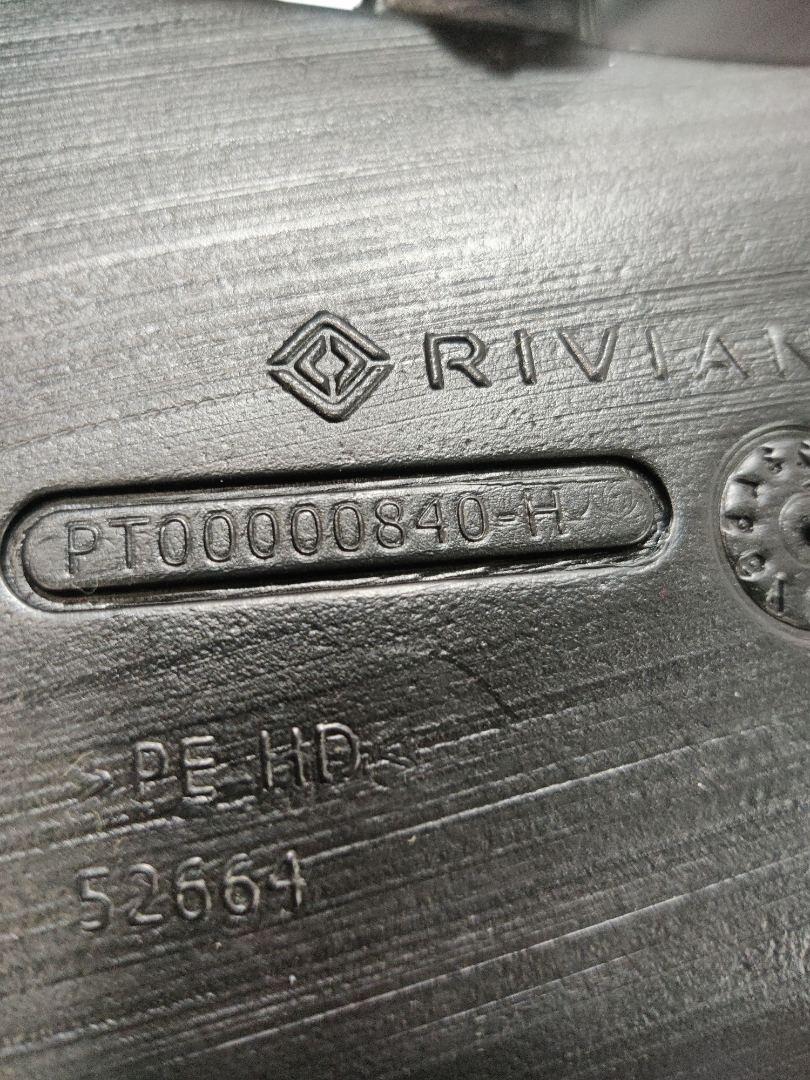 RIVIAN
PT00000840-H
>PE HD<
52664